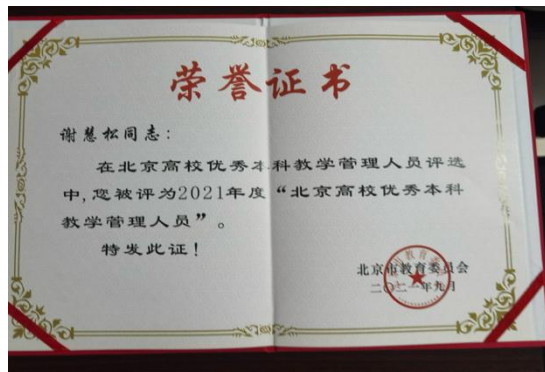 荣誉证书
谢慧松同志：
在北京高校优秀本科教学管理人员评选
中,您被评为2021年度“北京高校优秀本科
教学管理人员”。
特发此证！
北京市教育委员会
二〇二一年九月